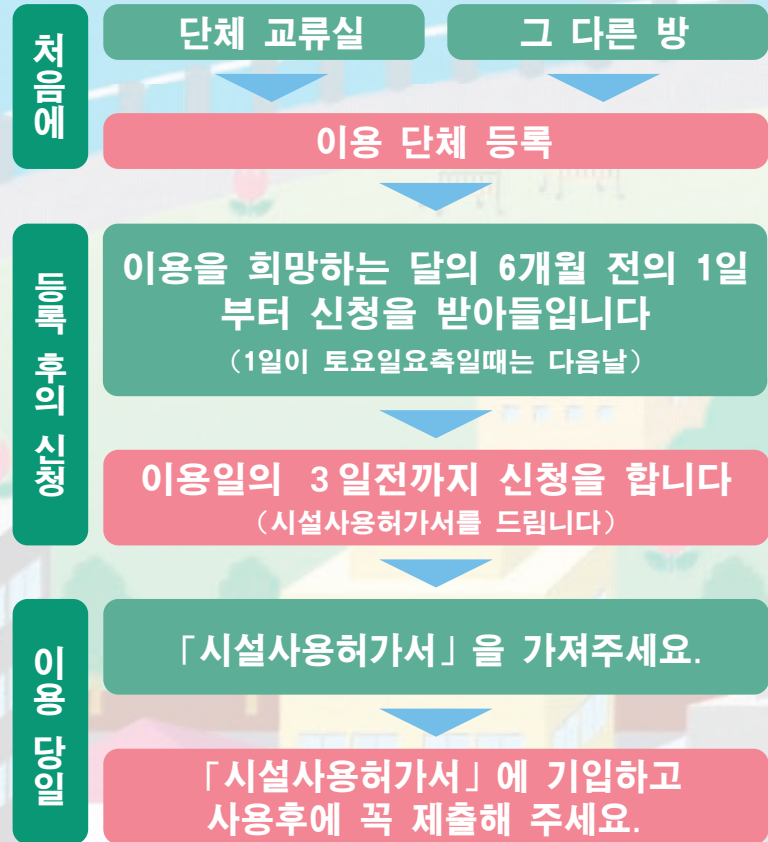 처음에
단체 교류실
그 다른 방
이용 단체 등록
등록 후의 신청
이용을 희망하는 달의 6개월 전의 1일
부터 신청을 받아들입니다
（1일이 토요일요측일때는 다음날）
이용일의 3일전까지 신청을 합니다
（시설사용허가서를 드림니다）
이용 당일
「시설사용허가서」을 가져주세요.
「시설사용허가서」에 기입하고
사용후에 꼭 제출해 주세요.